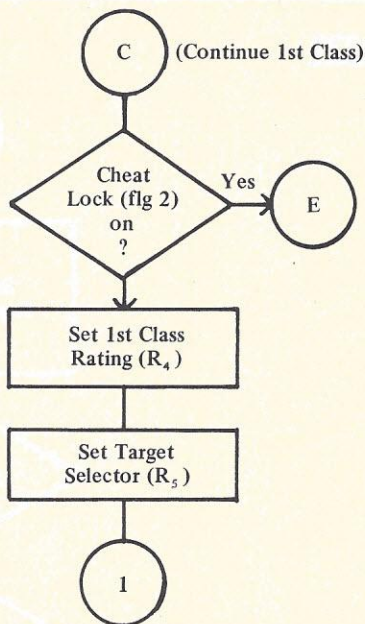 C (Continue 1st Class)
Cheat
Lock (flg 2)
on
?
Yes
E
Set 1st Class
Rating (R₄)
Set Target
Selector (R₅)
1